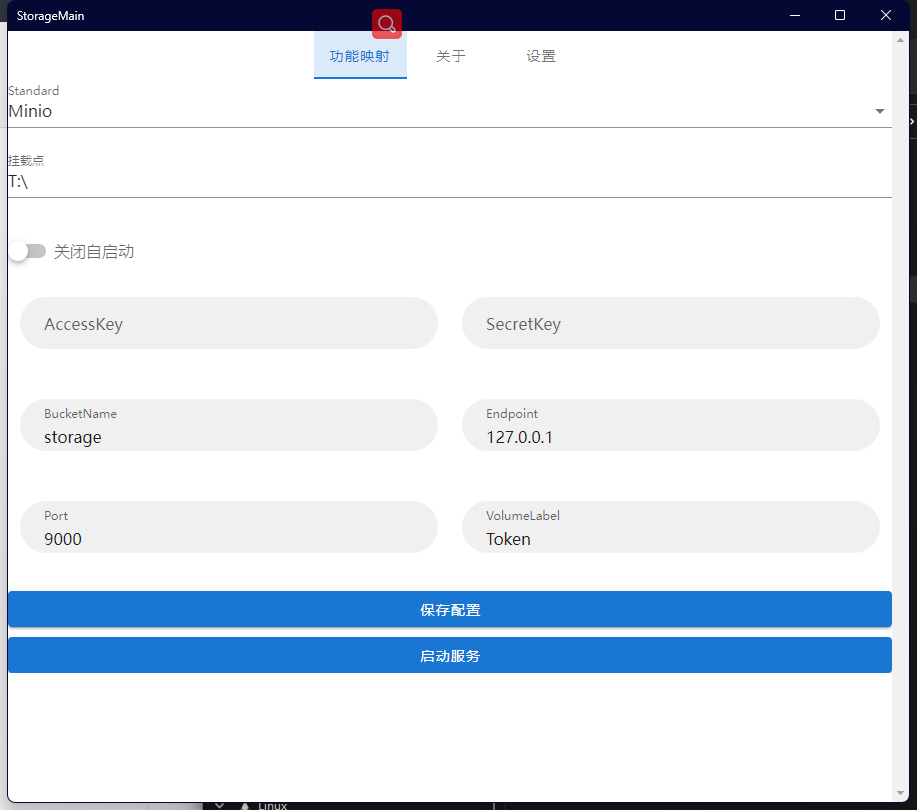 StorageMain
功能映射 关于 设置
Standard
Minio
挂载点
T:\
关闭自启动
AccessKey SecretKey
BucketName Endpoint
storage 127.0.0.1
Port VolumeLabel
9000 Token
保存配置
启动服务
Linux